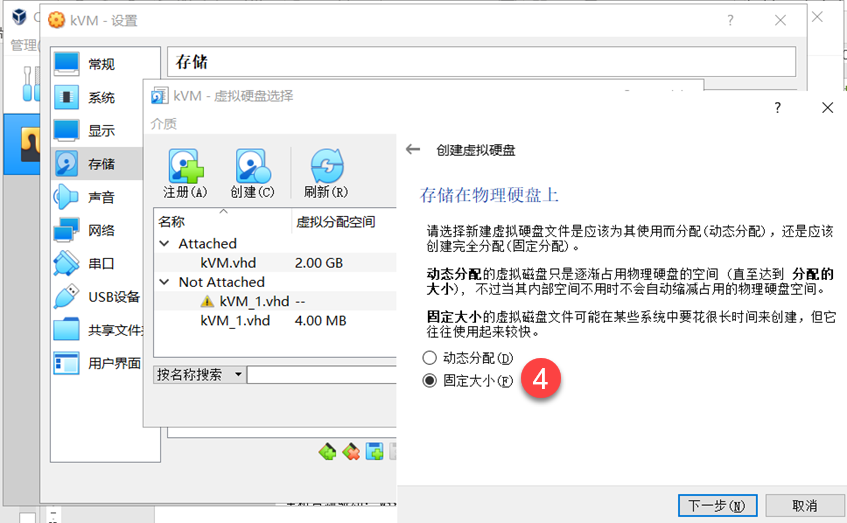 kVM - 设置
管理(
常规
系统
显示
存储
声音
网络
串口
USB设备
共享文件
用户界面
存储
kVM - 虚拟硬盘选择
介质
注册(A)
创建(C)
刷新(R)
名称 虚拟分配空间
Attached
kVM.vhd 2.00 GB
Not Attached
kVM_1.vhd --
kVM_1.vhd 4.00 MB
按名称搜索
创建虚拟硬盘
存储在物理硬盘上
请选择新建虚拟硬盘文件是应该为其使用而分配(动态分配)，还是应该
创建完全分配(固定分配)。
动态分配的虚拟磁盘只是逐渐占用物理硬盘的空间（直至达到 分配的
大小)，不过当其内部空间不用时不会自动缩减占用的物理硬盘空间。
固定大小的虚拟磁盘文件可能在某些系统中要花很长时间来创建，但它
往往使用起来较快。
动态分配(D)
固定大小(F)
4
下一步(N)
取消